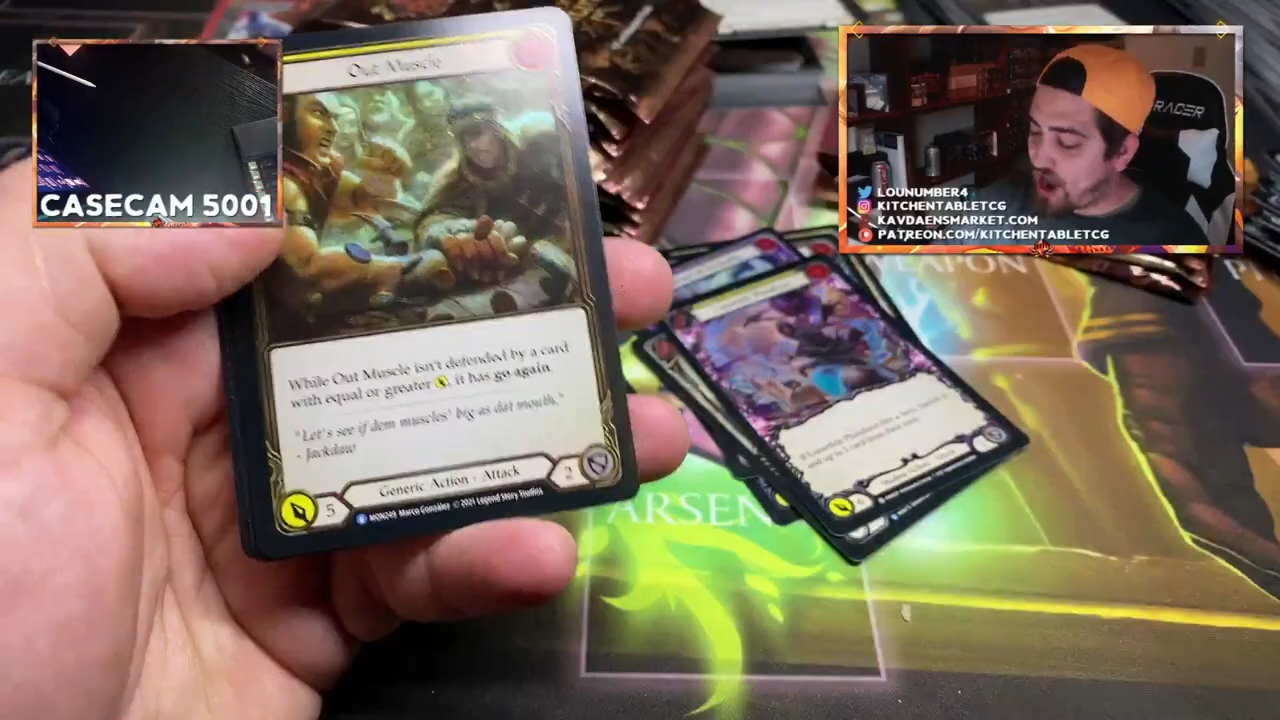 Out Muscle
While Out Muscle isn't defended by a card
with equal or greater , it has go again.
"Let's see if dem muscles' big as dat mouth."
- Jackdaw
2
Generic Action - Attack
5
MON249 Marco González © 2021 Legend Story Studios
CASECAM 5001
RACER
LOUNUMBER4
KITCHENTABLETCG
KAVDAENSMARKET.COM
PATREON.COM/KITCHENTABLETCG
WEAPON
ARSEN